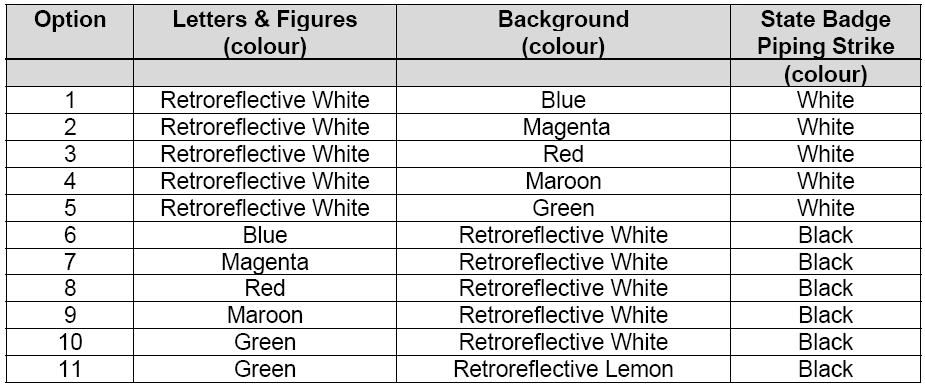 Option Letters & Figures Background State Badge
(colour) (colour) Piping Strike
(colour)
1 Retroreflective White Blue White
2 Retroreflective White Magenta White
3 Retroreflective White Red White
4 Retroreflective White Maroon White
5 Retroreflective White Green White
6 Blue Retroreflective White Black
7 Magenta Retroreflective White Black
8 Red Retroreflective White Black
9 Maroon Retroreflective White Black
10 Green Retroreflective White Black
11 Green Retroreflective Lemon Black